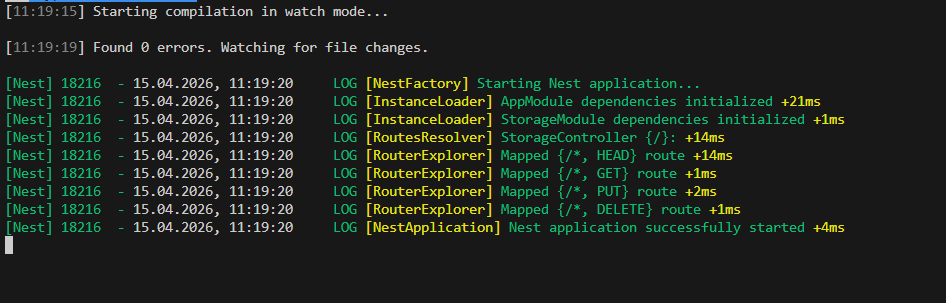 [11:19:15] Starting compilation in watch mode...
[11:19:19] Found 0 errors. Watching for file changes.
[Nest] 18216  - 15.04.2026, 11:19:20     LOG [NestFactory] Starting Nest application...
[Nest] 18216  - 15.04.2026, 11:19:20     LOG [InstanceLoader] AppModule dependencies initialized +21ms
[Nest] 18216  - 15.04.2026, 11:19:20     LOG [InstanceLoader] StorageModule dependencies initialized +1ms
[Nest] 18216  - 15.04.2026, 11:19:20     LOG [RoutesResolver] StorageController {/}: +14ms
[Nest] 18216  - 15.04.2026, 11:19:20     LOG [RouterExplorer] Mapped {/*, HEAD} route +14ms
[Nest] 18216  - 15.04.2026, 11:19:20     LOG [RouterExplorer] Mapped {/*, GET} route +1ms
[Nest] 18216  - 15.04.2026, 11:19:20     LOG [RouterExplorer] Mapped {/*, PUT} route +2ms
[Nest] 18216  - 15.04.2026, 11:19:20     LOG [RouterExplorer] Mapped {/*, DELETE} route +1ms
[Nest] 18216  - 15.04.2026, 11:19:20     LOG [NestApplication] Nest application successfully started +4ms